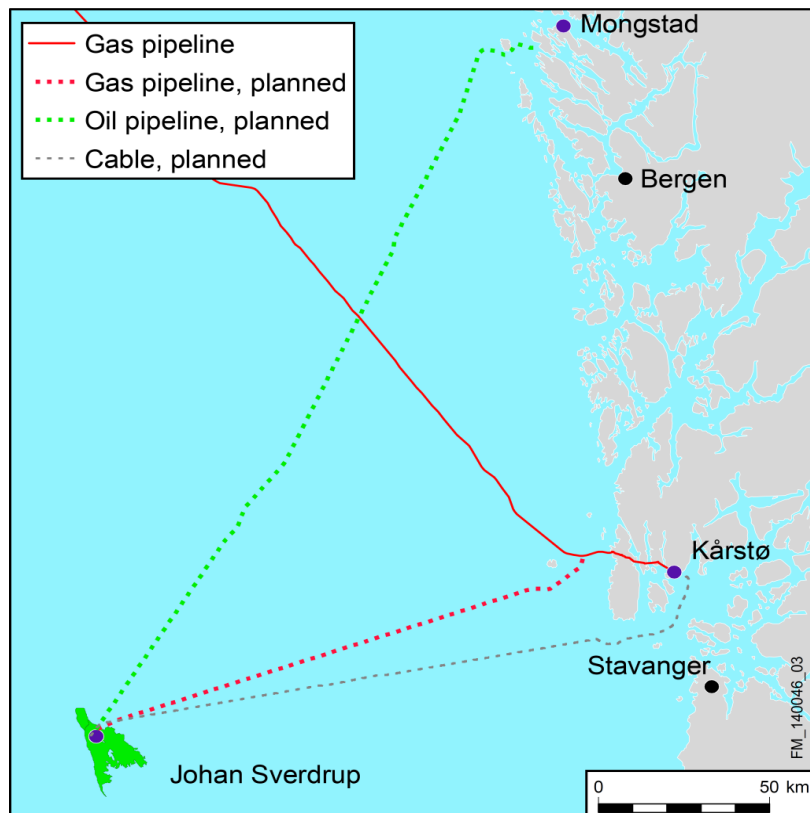 Gas pipeline
Gas pipeline, planned
Oil pipeline, planned
Cable, planned
Mongstad
Bergen
Kårstø
Stavanger
Johan Sverdrup
FM_140046_03
0 50 km